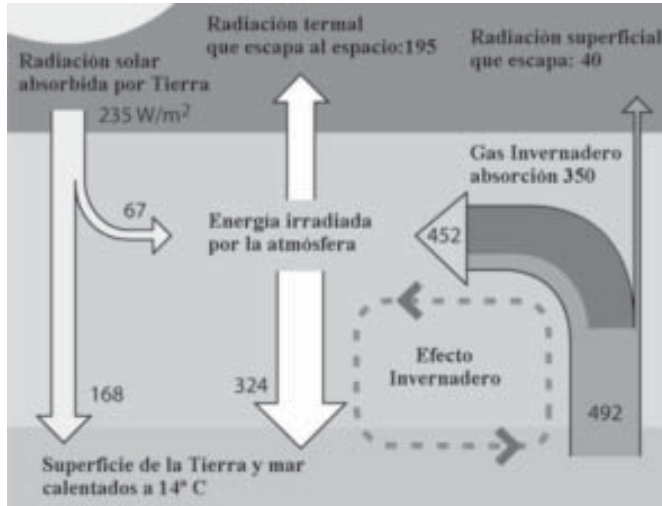 Radiación solar
absorbida por Tierra
235 W/m²
Radiación termal
que escapa al espacio:195
Radiación superficial
que escapa: 40
Gas Invernadero
absorción 350
67
Energía irradiada
por la atmósfera
452
Efecto
Invernadero
168
324
492
Superficie de la Tierra y mar
calentados a 14ª C